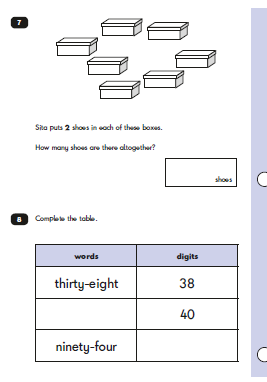 7
Sita puts 2 shoes in each of these boxes.
How many shoes are there altogether?
shoes
8
Complete the table.
words digits
thirty-eight 38
40
ninety-four